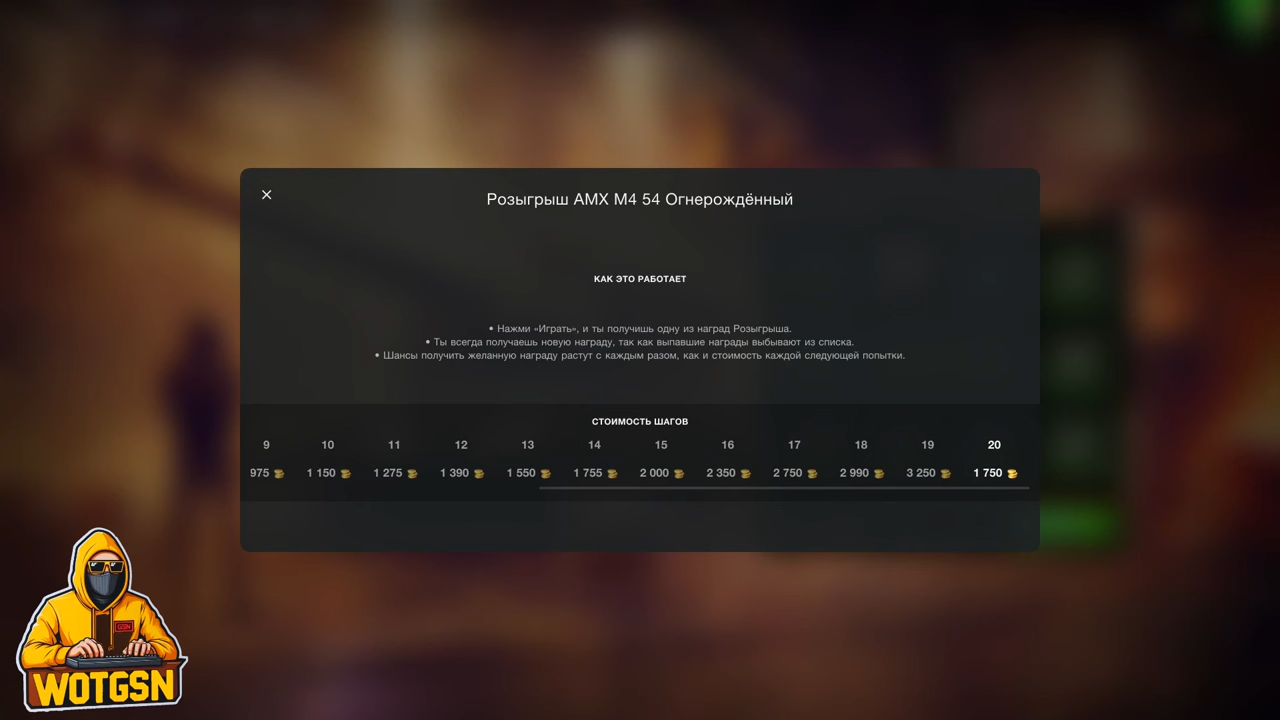 Розыгрыш AMX M4 54 Огнерождённый
КАК ЭТО РАБОТАЕТ
• Нажми «Играть», и ты получишь одну из наград Розыгрыша.
• Ты всегда получаешь новую награду, так как выпавшие награды выбывают из списка.
• Шансы получить желанную награду растут с каждым разом, как и стоимость каждой следующей попытки.
СТОИМОСТЬ ШАГОВ
9 10 11 12 13 14 15 16 17 18 19 20
975 1 150 1 275 1 390 1 550 1 755 2 000 2 350 2 750 2 990 3 250 1 750
GSN
WOTGSN